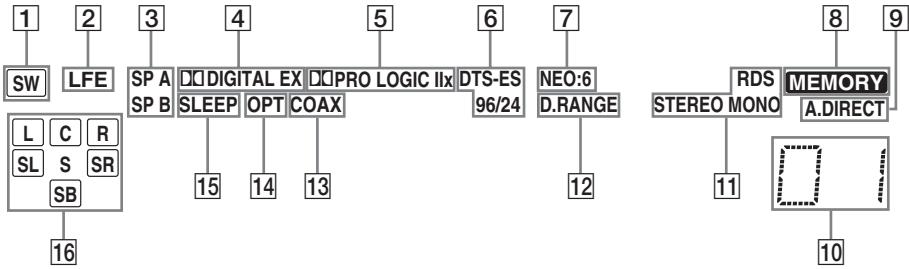 1 2 3 4 5 6 7 8 9
SW LFE SP A DIGITAL EX PRO LOGIC IIx DTS-ES NEO:6 RDS MEMORY
SP B SLEEP OPT COAX 96/24 D.RANGE STEREO MONO A.DIRECT
L C R
SL S SR
SB
01
15 14 13 12 11 10
16